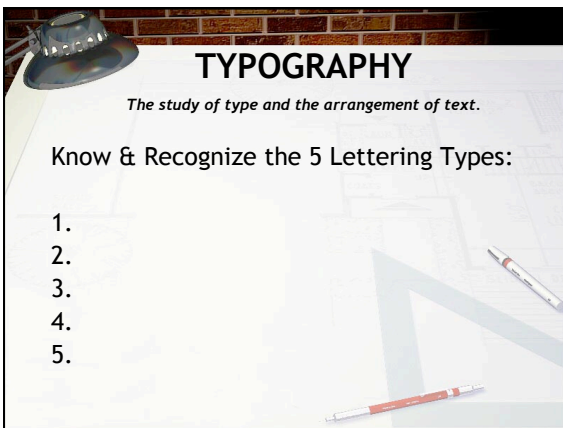 TYPOGRAPHY
The study of type and the arrangement of text.
Know & Recognize the 5 Lettering Types:
1.
2.
3.
4.
5.